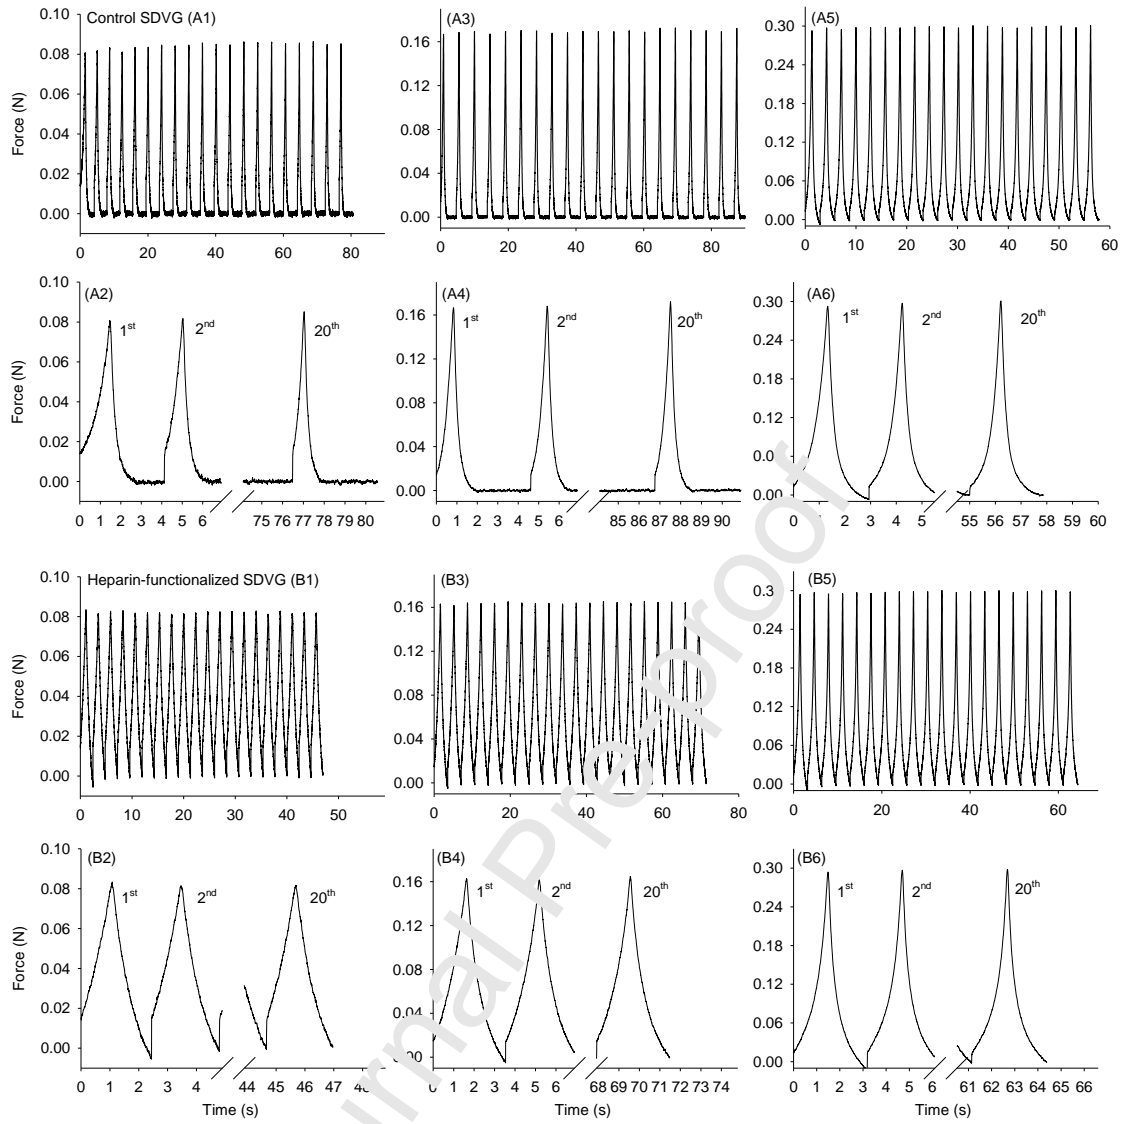 Control SDVG (A1)
Force (N)
0.10
0.08
0.06
0.04
0.02
0.00
0 20 40 60 80
(A3)
0.16
0.12
0.08
0.04
0.00
0 20 40 60 80
(A5)
0.30
0.24
0.18
0.12
0.06
0.00
0 10 20 30 40 50 60
(A2)
1st 2nd 20th
Force (N)
0.10
0.08
0.06
0.04
0.02
0.00
0 1 2 3 4 5 6 75 76 77 78 79 80
(A4)
1st 2nd 20th
0.16
0.12
0.08
0.04
0.00
0 1 2 3 4 5 6 85 86 87 88 89 90
(A6)
1st 2nd 20th
0.30
0.24
0.18
0.12
0.0
0.00
0 2 3 4 5 55 56 57 58 59 60
Heparin-functionalized SDVG (B1)
Force (N)
0.10
0.08
0.06
0.04
0.02
0.00
0 10 20 30 40 50
(B3)
0.16
0.12
0.08
0.04
0.00
0 20 40 60 80
(B5)
0.3
0.24
0.18
0.12
0.06
0.00
0 20 40 60
(B2)
1st 2nd 20th
Force (N)
0.10
0.08
0.06
0.04
0.02
0.00
0 1 2 3 4 44 45 46 47
Time (s)
(B4)
1st 2nd 20th
0.16
0.12
0.08
0.04
0 1 2 3 4 5 6 68 69 70 71 72 73 74
Time (s)
(B6)
1st 2nd 20th
0.30
0.24
0.18
0.12
0.06
0.00
0 1 2 3 4 5 6 61 62 63 64 65 66
Time (s)
Journal Pre-proof